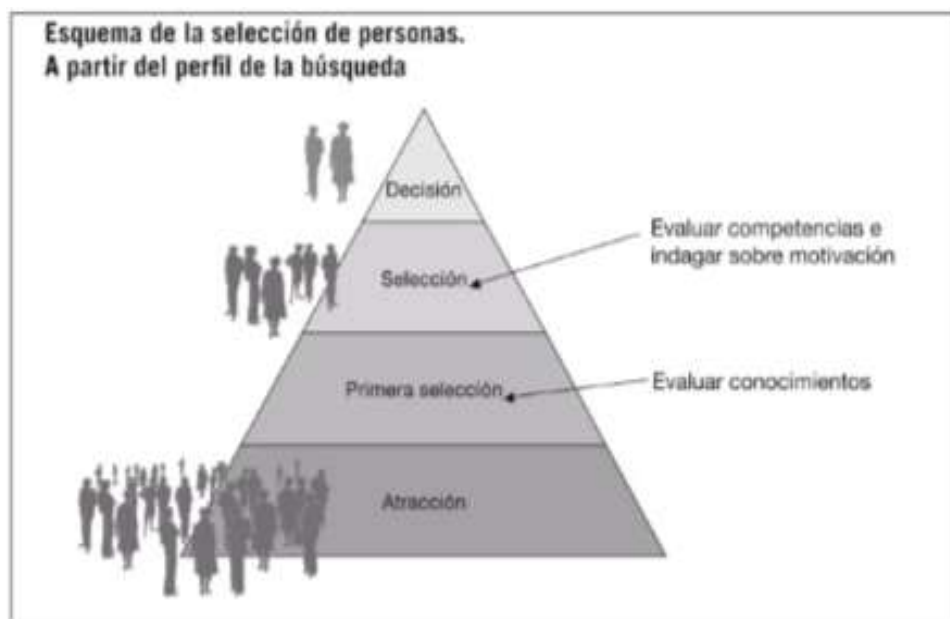 Esquema de la selección de personas.
A partir del perfil de la búsqueda
Decisión
Evaluar competencias e
indagar sobre motivación
Selección
Primera selección
Evaluar conocimientos
Atracción